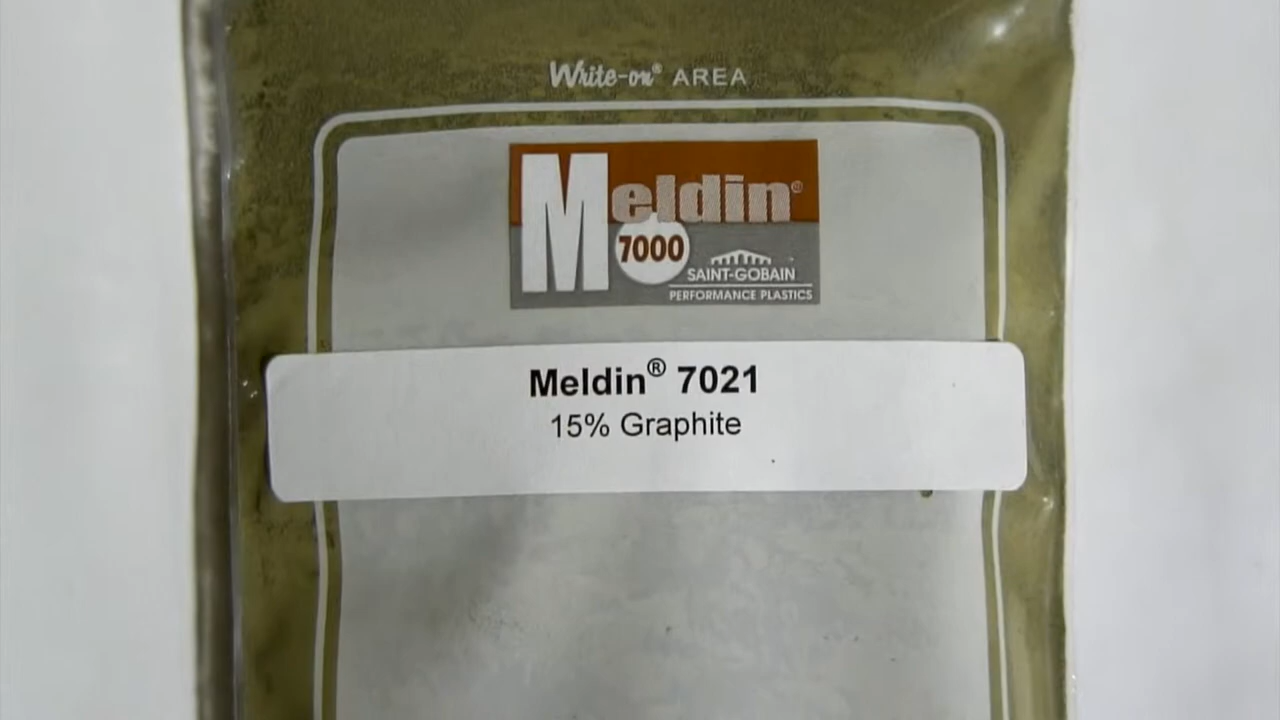 Write-on® AREA
Meldin®
7000
SAINT-GOBAIN
PERFORMANCE PLASTICS
Meldin® 7021
15% Graphite